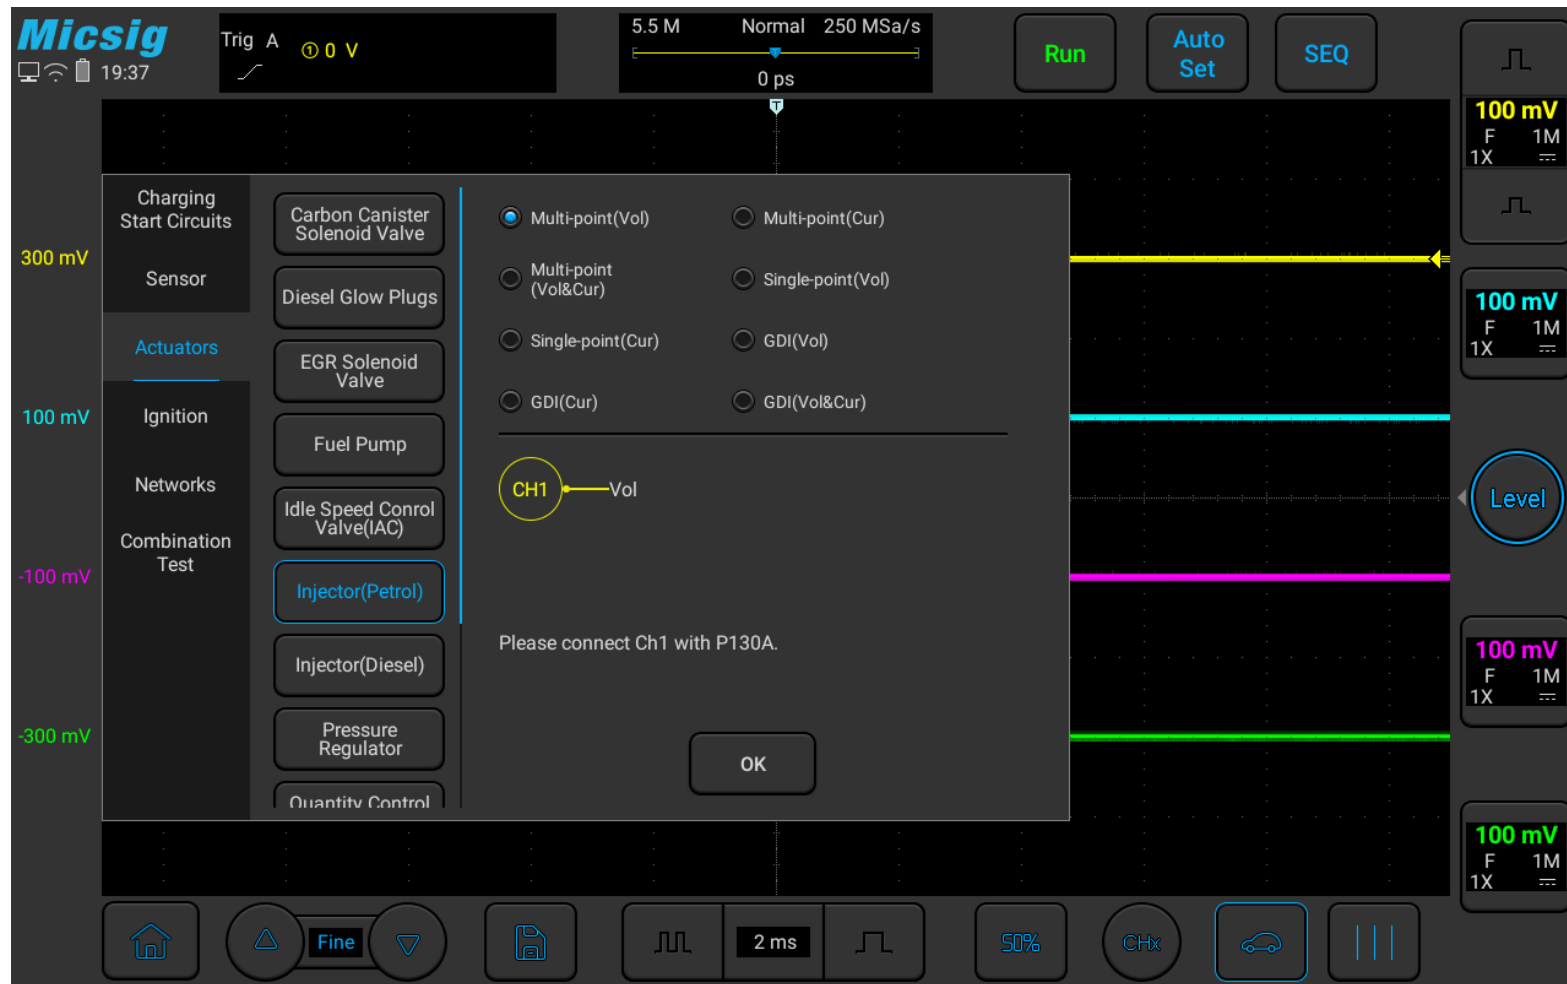 Micsig
19:37
Trig A
① 0 V
5.5 M Normal 250 MSa/s
0 ps
Run
Auto
Set
SEQ
T
100 mV
F 1M
1X
300 mV
100 mV
-100 mV
-300 mV
Charging
Start Circuits
Sensor
Actuators
Ignition
Networks
Combination
Test
Carbon Canister
Solenoid Valve
Diesel Glow Plugs
EGR Solenoid
Valve
Fuel Pump
Idle Speed Conrol
Valve(IAC)
Injector(Petrol)
Injector(Diesel)
Pressure
Regulator
Quantity Control
Multi-point(Vol)
Multi-point(Cur)
Multi-point
(Vol&Cur)
Single-point(Vol)
Single-point(Cur)
GDI(Vol)
GDI(Cur)
GDI(Vol&Cur)
CH1 Vol
Please connect Ch1 with P130A.
OK
100 mV
F 1M
1X
Level
100 mV
F 1M
1X
100 mV
F 1M
1X
Fine
2 ms
50%
CHx